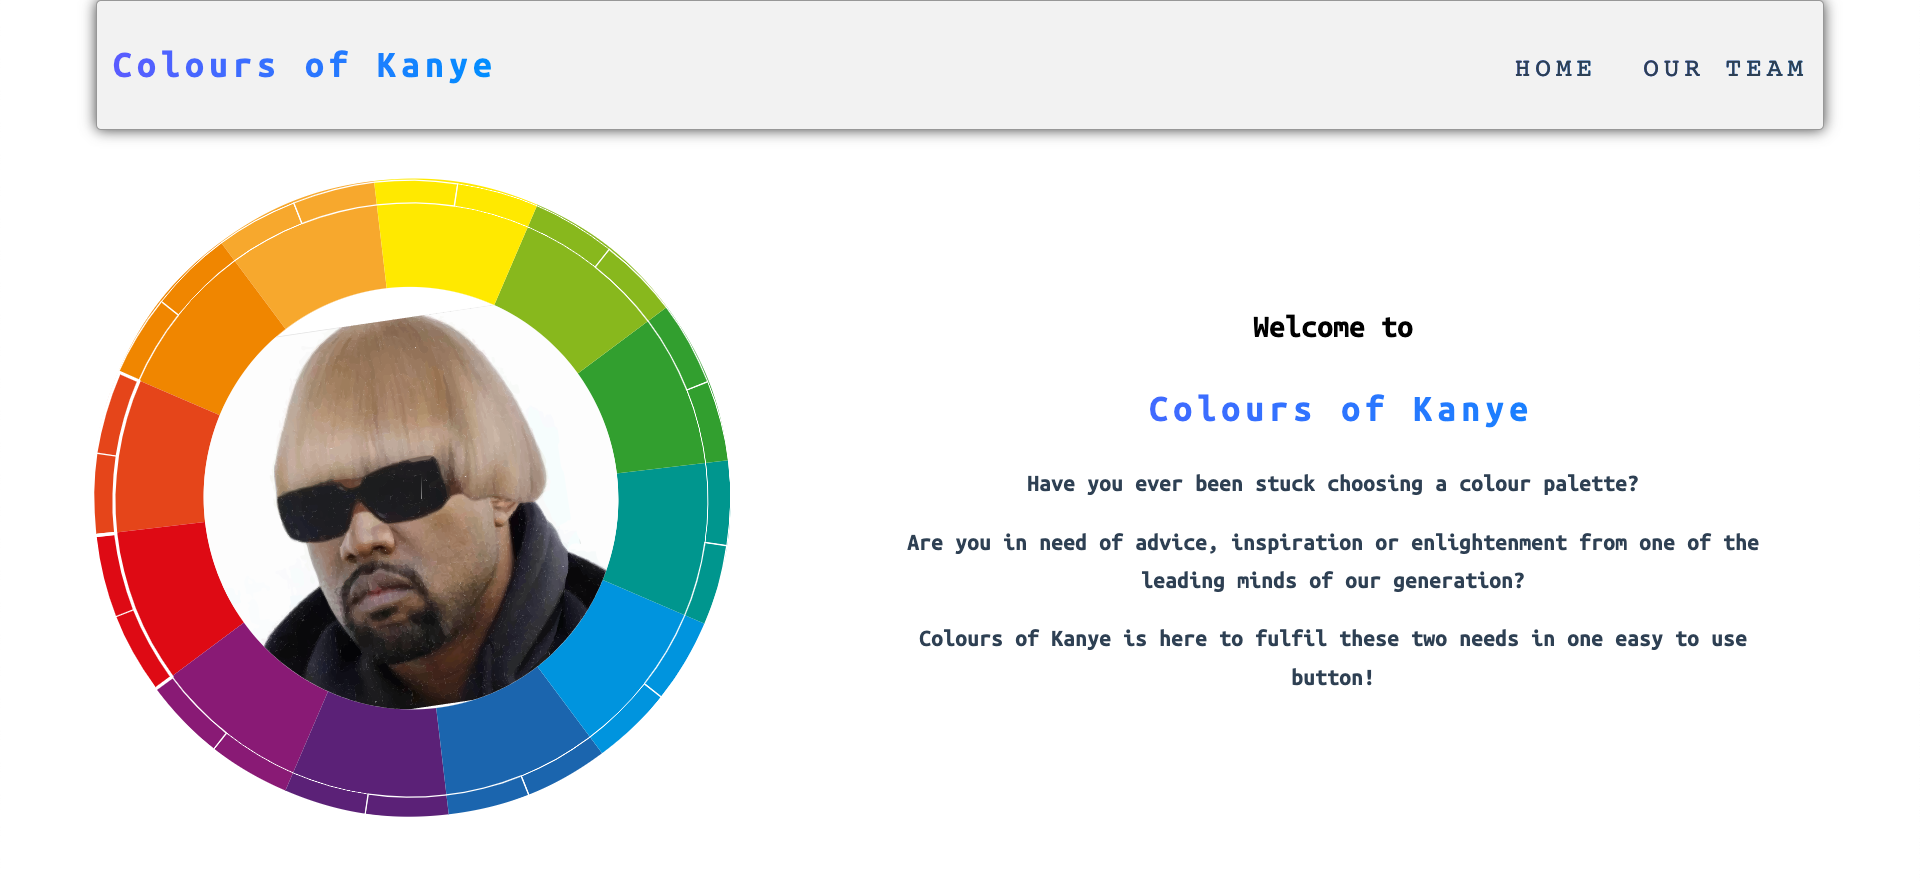 Colours of Kanye
HOME OUR TEAM
Welcome to
Colours of Kanye
Have you ever been stuck choosing a colour palette?
Are you in need of advice, inspiration or enlightenment from one of the
leading minds of our generation?
Colours of Kanye is here to fulfil these two needs in one easy to use
button!